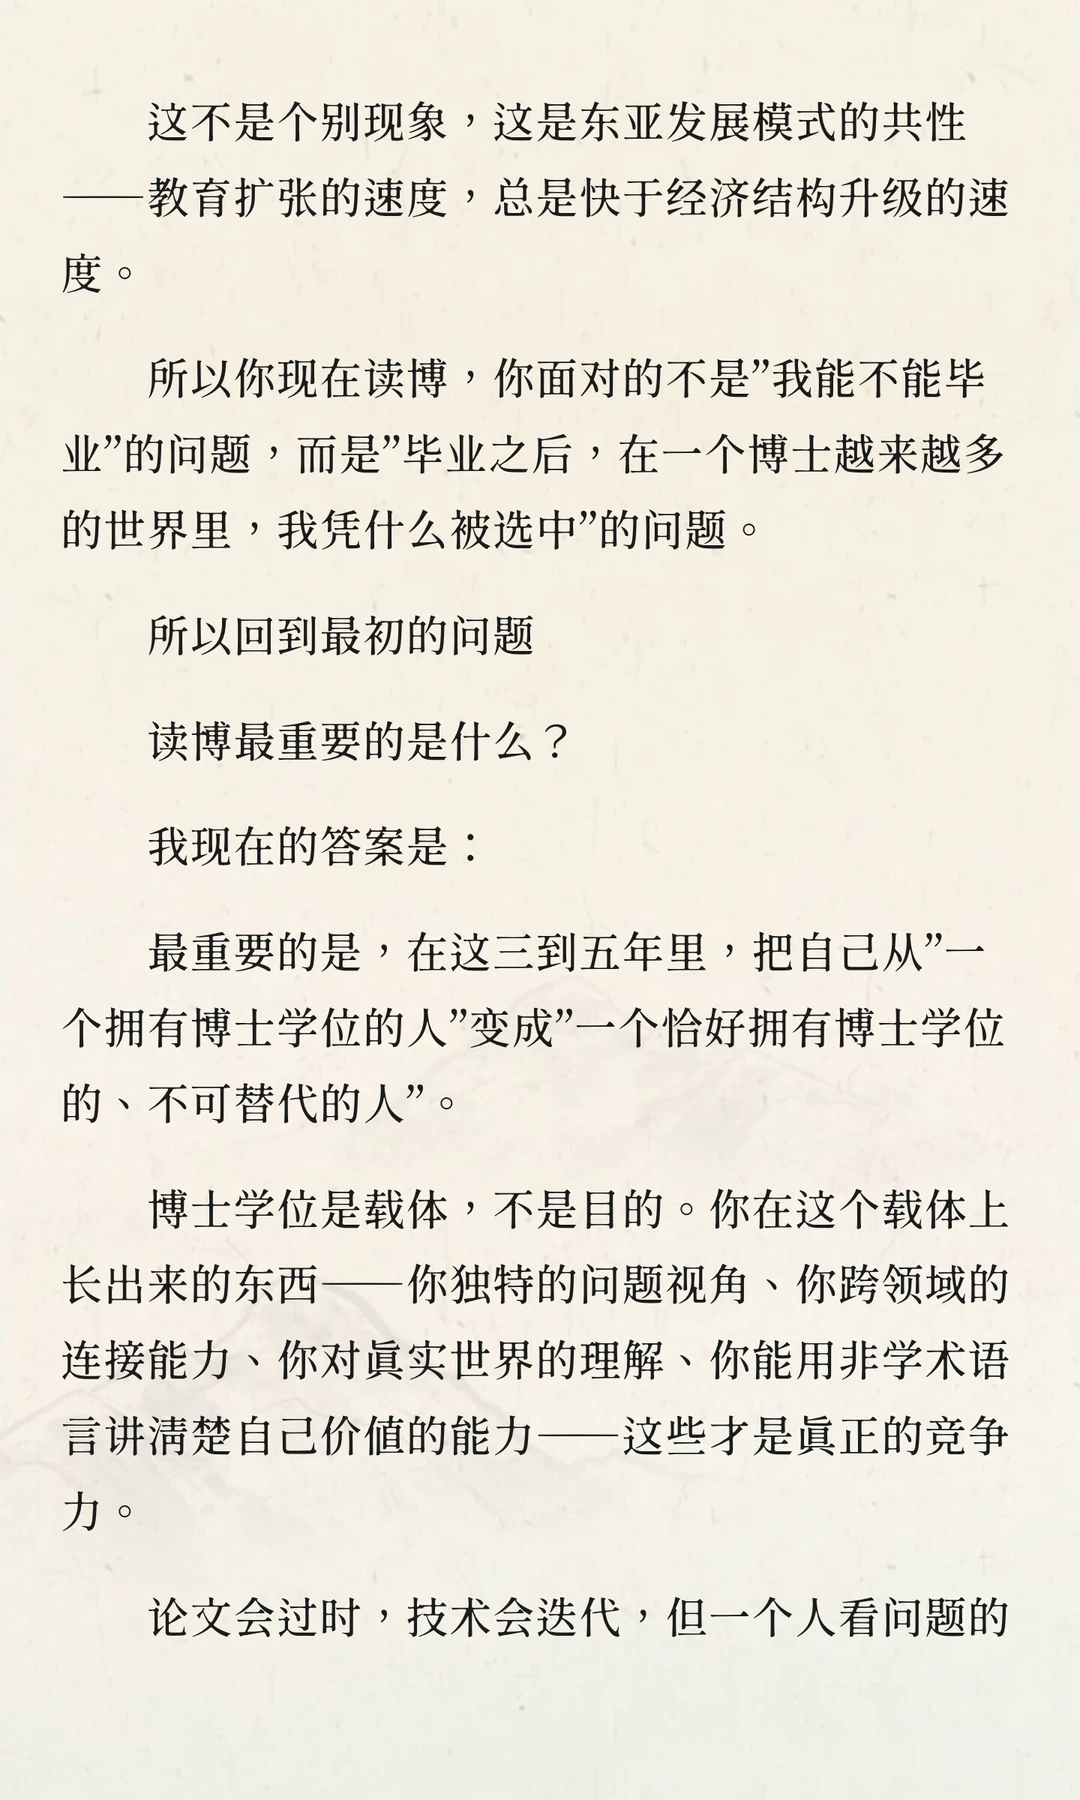 这不是个别现象，这是东亚发展模式的共性
——教育扩张的速度，总是快于经济结构升级的速
度。
所以你现在读博，你面对的不是”我能不能毕
业”的问题，而是”毕业之后，在一个博士越来越多
的世界里，我凭什么被选中”的问题。
所以回到最初的问题
读博最重要的是什么？
我现在的答案是：
最重要的是，在这三到五年里，把自己从”一
个拥有博士学位的人”变成”一个恰好拥有博士学位
的、不可替代的人”。
博士学位是载体，不是目的。你在这个载体上
长出来的东西——你独特的问题视角、你跨领域的
连接能力、你对眞实世界的理解、你能用非学术语
言讲淸楚自己价値的能力——这些才是眞正的竞争
力。
论文会过时，技术会迭代，但一个人看问题的